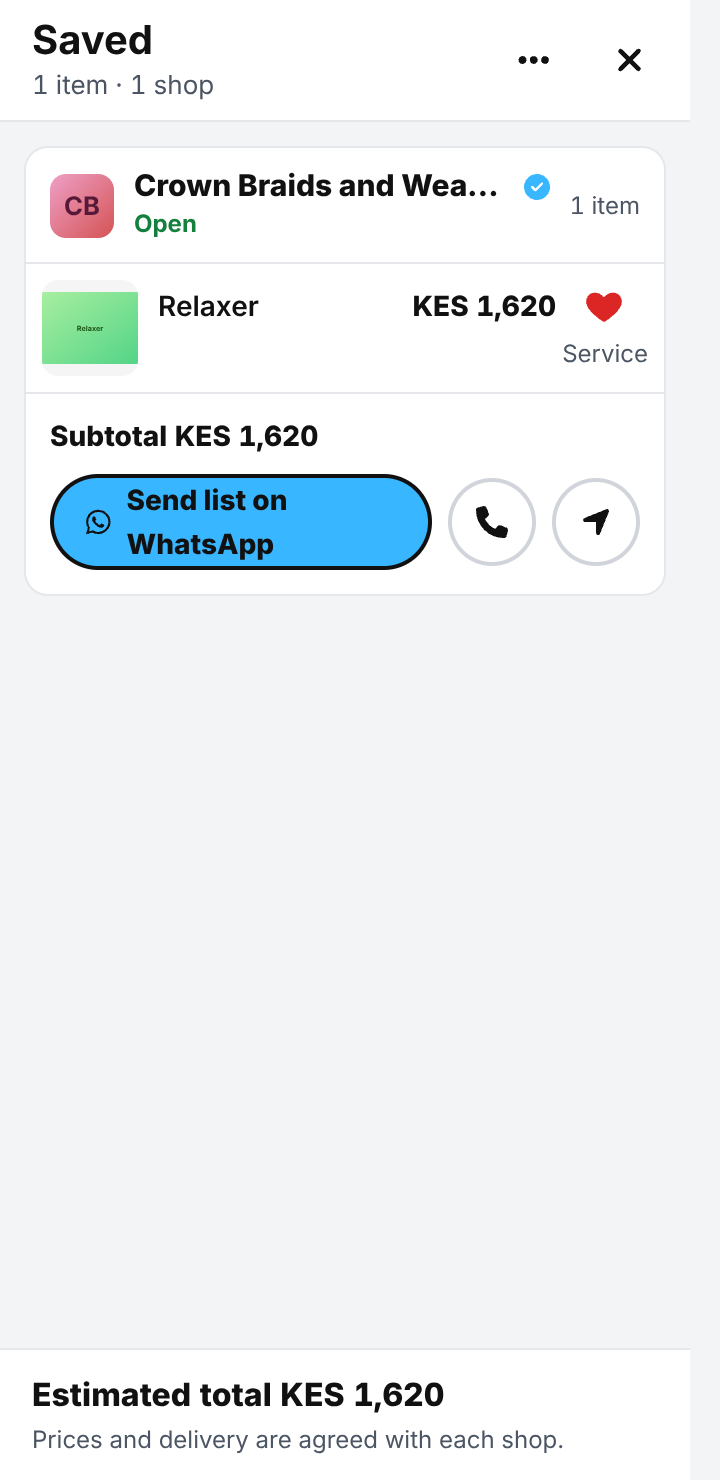 Saved
1 item · 1 shop
CB
Crown Braids and Wea...
Open
1 item
Relaxer
Relaxer
KES 1,620
Service
Subtotal KES 1,620
Send list on
WhatsApp
Estimated total KES 1,620
Prices and delivery are agreed with each shop.